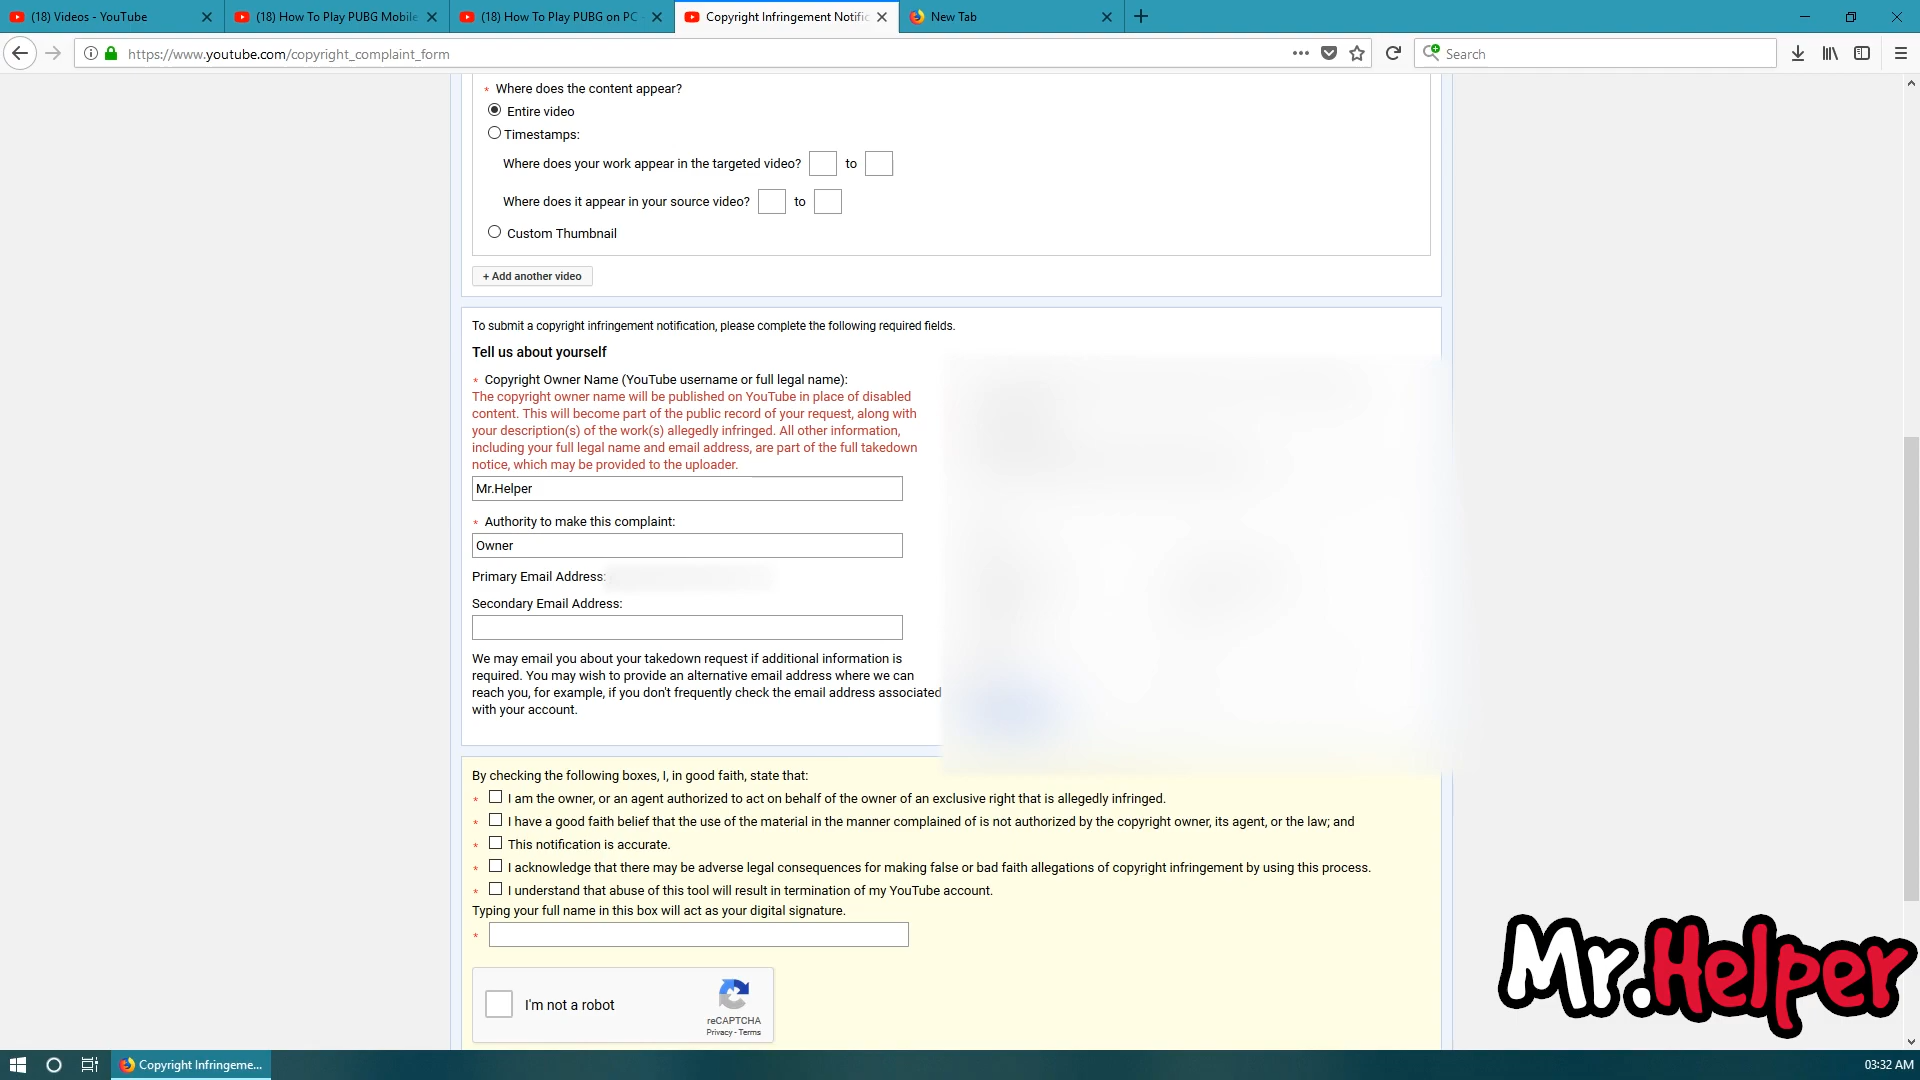 (18) Videos - YouTube
(18) How To Play PUBG Mobile
(18) How To Play PUBG on PC -
Copyright Infringement Notific
New Tab
https://www.youtube.com/copyright_complaint_form
Search
* Where does the content appear?
Entire video
Timestamps:
Where does your work appear in the targeted video? to
Where does it appear in your source video? to
Custom Thumbnail
+ Add another video
To submit a copyright infringement notification, please complete the following required fields.
Tell us about yourself
* Copyright Owner Name (YouTube username or full legal name):
The copyright owner name will be published on YouTube in place of disabled
content. This will become part of the public record of your request, along with
your description(s) of the work(s) allegedly infringed. All other information,
including your full legal name and email address, are part of the full takedown
notice, which may be provided to the uploader.
Mr.Helper
* Authority to make this complaint:
Owner
Primary Email Address:
Secondary Email Address:
We may email you about your takedown request if additional information is
required. You may wish to provide an alternative email address where we can
reach you, for example, if you don't frequently check the email address associated
with your account.
By checking the following boxes, I, in good faith, state that:
* I am the owner, or an agent authorized to act on behalf of the owner of an exclusive right that is allegedly infringed.
* I have a good faith belief that the use of the material in the manner complained of is not authorized by the copyright owner, its agent, or the law; and
* This notification is accurate.
* I acknowledge that there may be adverse legal consequences for making false or bad faith allegations of copyright infringement by using this process.
* I understand that abuse of this tool will result in termination of my YouTube account.
Typing your full name in this box will act as your digital signature.
*
I'm not a robot
reCAPTCHA
Privacy - Terms
Mr.Helper
Copyright Infringeme...
03:32 AM